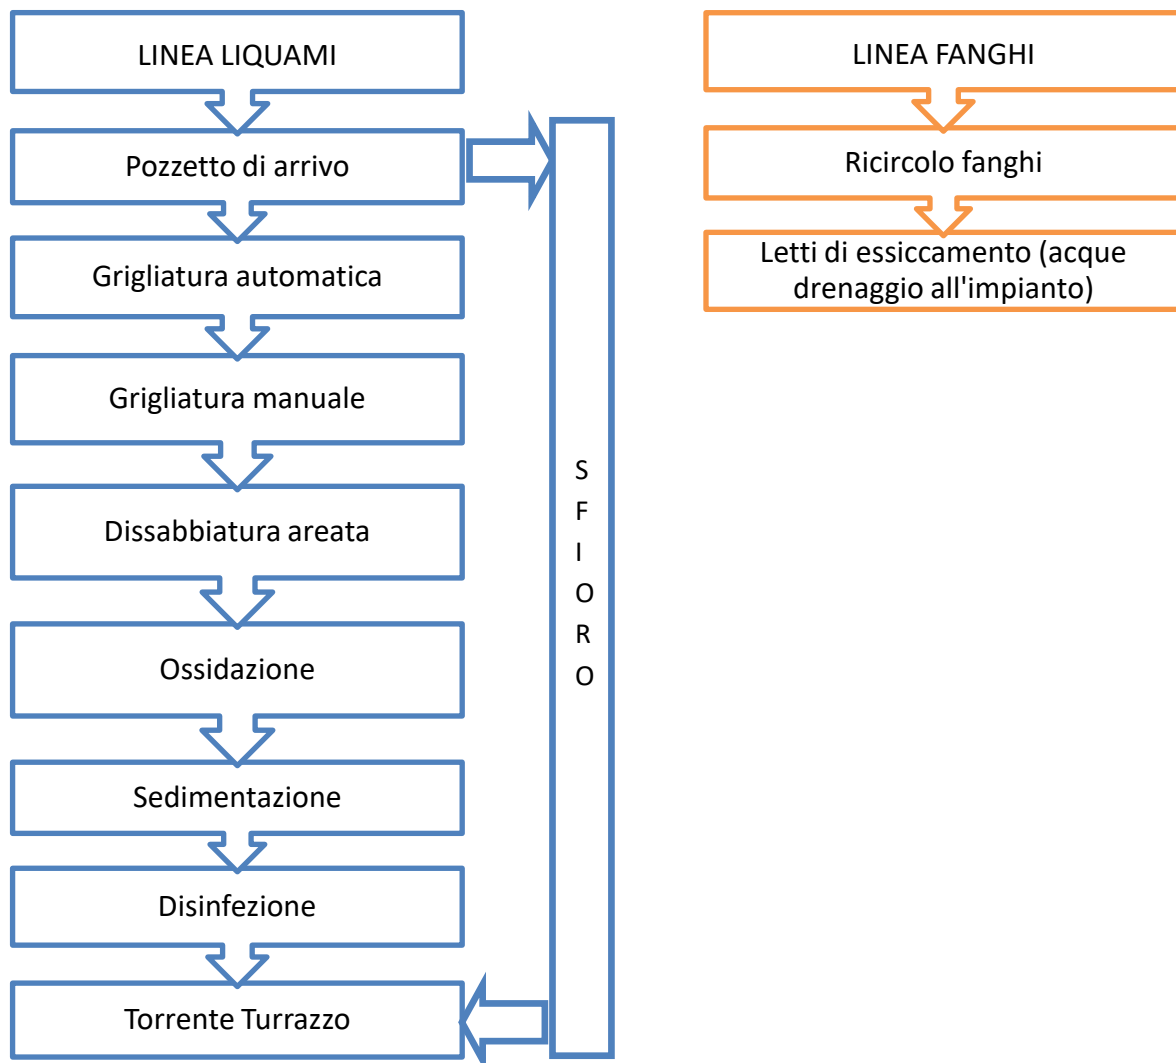 LINEA LIQUAMI
Pozzetto di arrivo
Grigliatura automatica
Grigliatura manuale
Dissabbiatura areata
Ossidazione
Sedimentazione
Disinfezione
Torrente Turrazzo
S
F
I
O
R
O
LINEA FANGHI
Ricircolo fanghi
Letti di essiccamento (acque
drenaggio all'impianto)